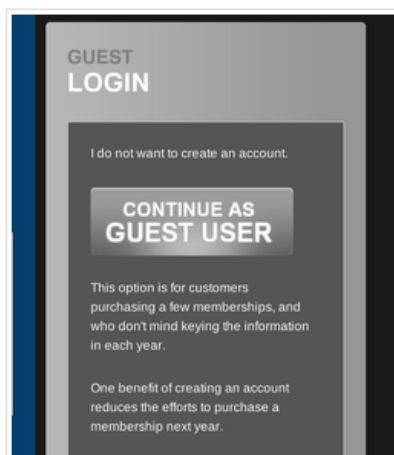 GUEST
LOGIN
I do not want to create an account.
CONTINUE AS
GUEST USER
This option is for customers
purchasing a few memberships, and
who don't mind keying the information
in each year.
One benefit of creating an account
reduces the efforts to purchase a
membership next year.